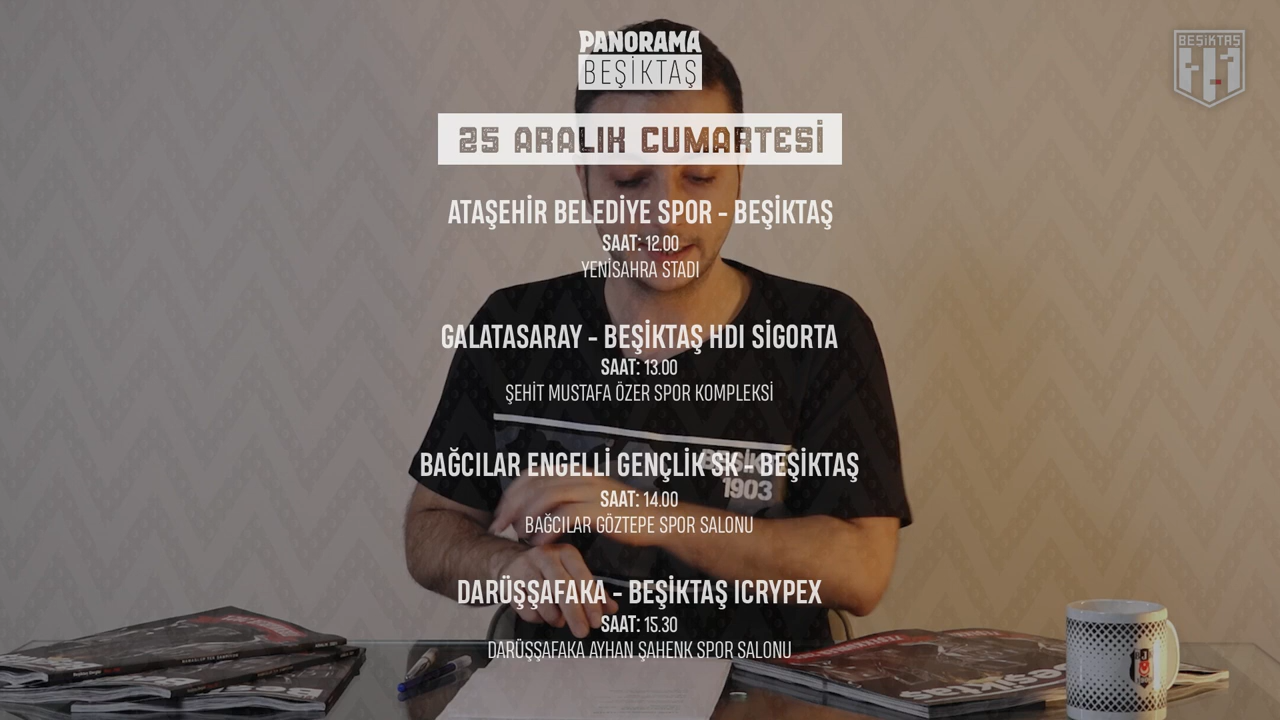 PANORAMA
BEŞİKTAŞ
BEŞİKTAŞ
25 ARALIK CUMARTESİ
ATAŞEHİR BELEDİYE SPOR - BEŞİKTAŞ
SAAT: 12.00
YENİSAHRA STADI
GALATASARAY - BEŞİKTAŞ HDI SİGORTA
SAAT: 13.00
ŞEHİT MUSTAFA ÖZER SPOR KOMPLEKSİ
BAĞCILAR ENGELLİ GENÇLİK SK - BEŞİKTAŞ
1903
SAAT: 14.00
BAĞCILAR GÖZTEPE SPOR SALONU
DARÜŞŞAFAKA - BEŞİKTAŞ ICRYPEX
SAAT: 15.30
DARÜŞŞAFAKA AYHAN ŞAHENK SPOR SALONU
Beşiktaş